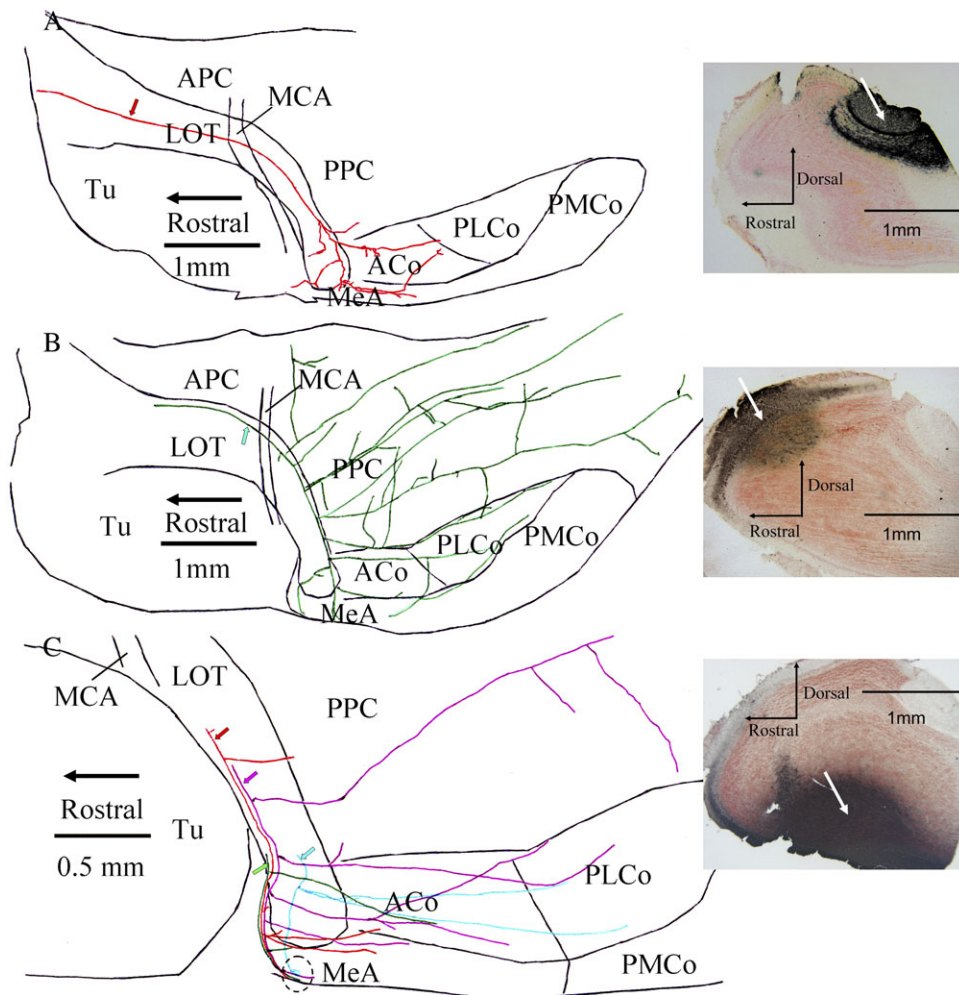 A
APC
MCA
LOT
PPC
Tu
Rostral
1mm
PLCo
PMCo
ACo
MeA
Dorsal
Rostral
1mm
B
APC
MCA
LOT
PPC
Tu
Rostral
1mm
PLCo
PMCo
ACo
MeA
Dorsal
Rostral
1mm
C
MCA
LOT
PPC
Rostral
Tu
0.5 mm
PLCo
ACo
MeA
PMCo
Dorsal
1mm
Rostral